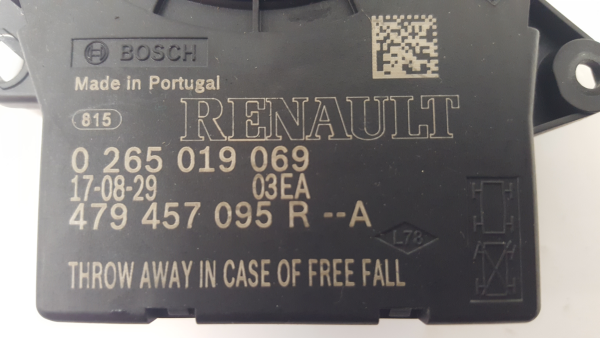 BOSCH
Made in Portugal
815
RENAULT
0 265 019 069
17-08-29 03EA
479 457 095 R --A
L78
THROW AWAY IN CASE OF FREE FALL